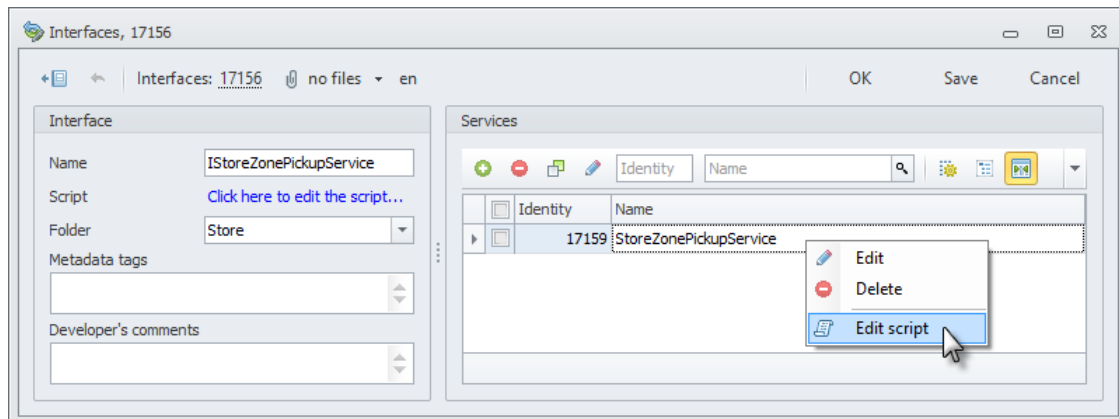 Interfaces, 17156
Interfaces: 17156 no files en OK Save Cancel
Interface
Name IStoreZonePickupService
Script Click here to edit the script...
Folder Store
Metadata tags
Developer's comments
Services
Identity Name
Identity Name
17159 StoreZonePickupService
Edit
Delete
Edit script